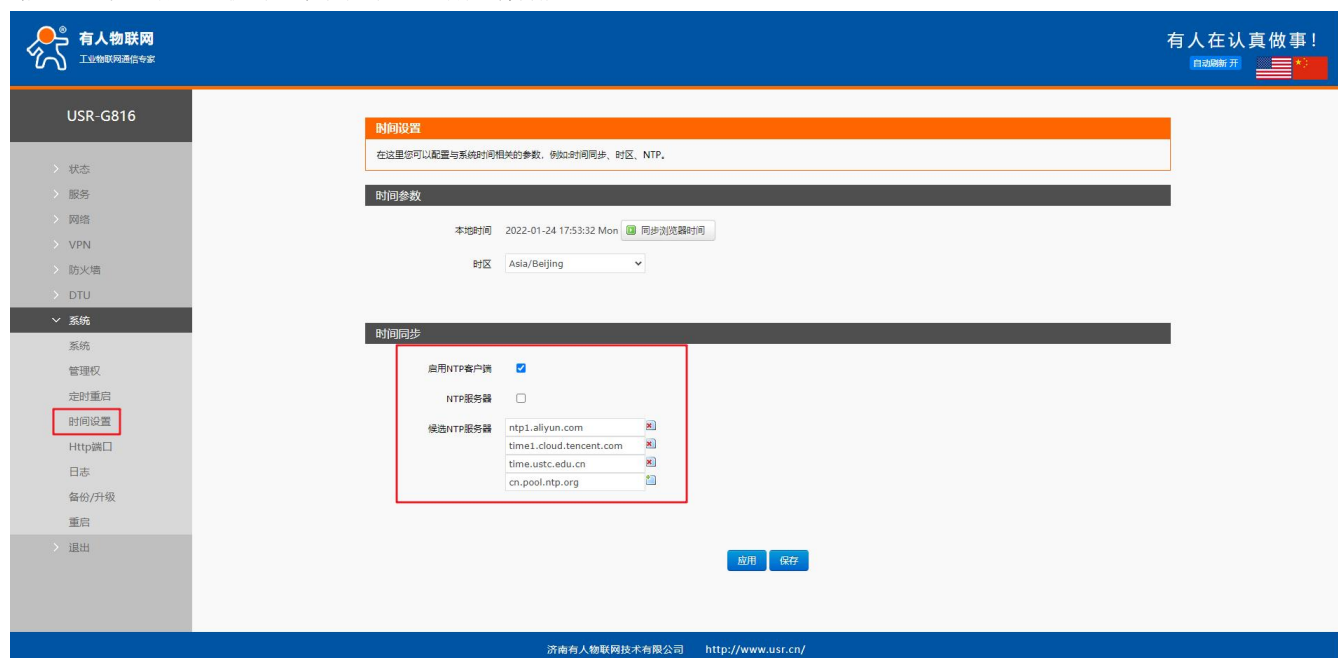 有人物联网
工业物联网通信专家
有人在认真做事！
自动刷新 开
USR-G816
状态
服务
网络
VPN
防火墙
DTU
系统
系统
管理权
定时重启
时间设置
Http端口
日志
备份/升级
重启
退出
时间设置
在这里您可以配置与系统时间相关的参数，例如:时间同步、时区、NTP。
时间参数
本地时间 2022-01-24 17:53:32 Mon 同步浏览器时间
时区 Asia/Beijing
时间同步
启用NTP客户端
NTP服务器
候选NTP服务器 ntp1.aliyun.com
time1.cloud.tencent.com
time.ustc.edu.cn
cn.pool.ntp.org
应用 保存
济南有人物联网技术有限公司 http://www.usr.cn/